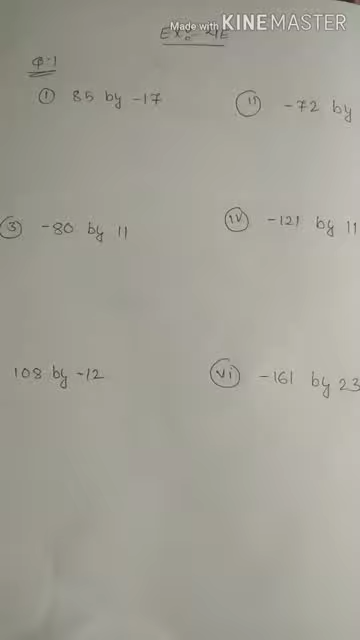 Made with KINEMASTER
Ex:- 4E
Q-1
① 85 by -17
ii -72 by
③ -80 by 11
iv -121 by 11
108 by -12
vi -161 by 23